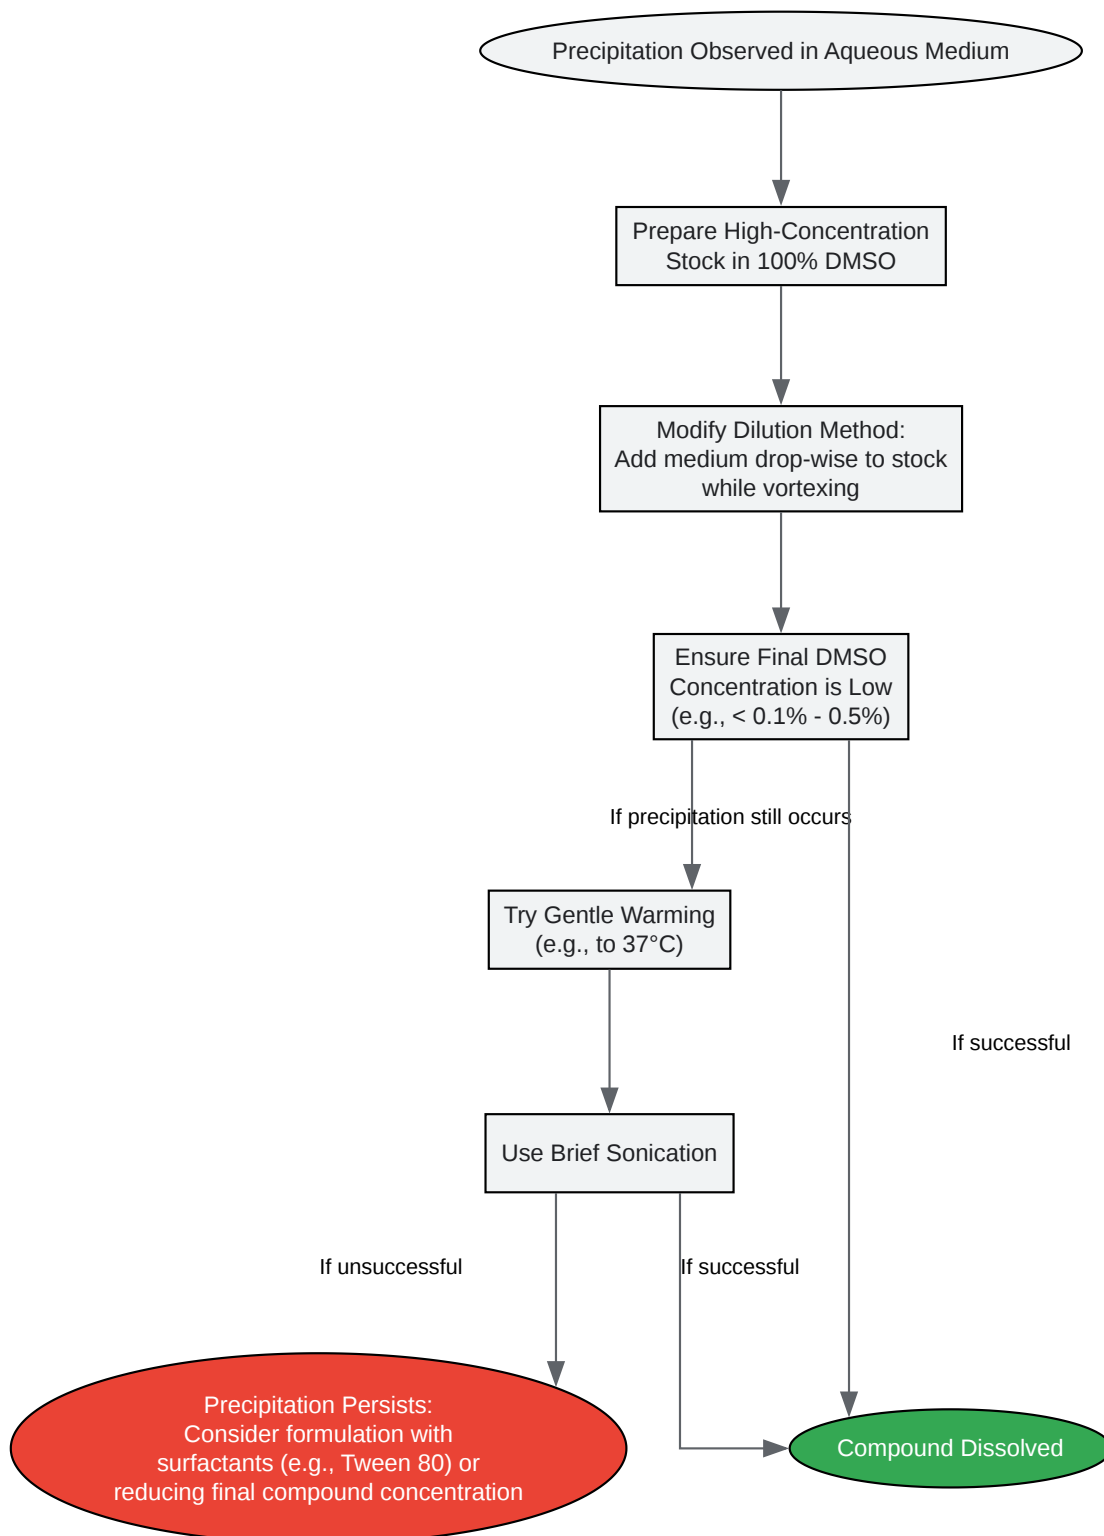 Precipitation Observed in Aqueous Medium
Prepare High-Concentration
Stock in 100% DMSO
Modify Dilution Method:
Add medium drop-wise to stock
while vortexing
Ensure Final DMSO
Concentration is Low
(e.g., < 0.1% - 0.5%)
If precipitation still occurs
Try Gentle Warming
(e.g., to 37°C)
If successful
Use Brief Sonication
If unsuccessful
If successful
Precipitation Persists:
Consider formulation with
surfactants (e.g., Tween 80) or
reducing final compound concentration
Compound Dissolved